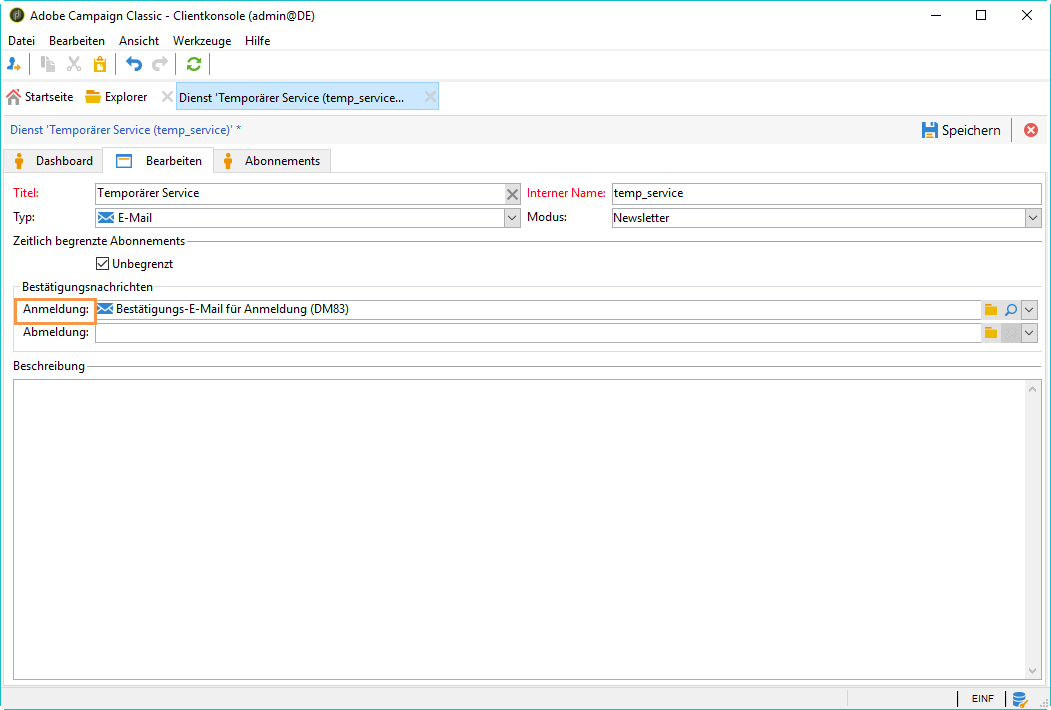 Adobe Campaign Classic - Clientkonsole (admin@DE)
Datei Bearbeiten Ansicht Werkzeuge Hilfe
Startseite Explorer Dienst 'Temporärer Service (temp_service...
Dienst 'Temporärer Service (temp_service)' * Speichern
Dashboard Bearbeiten Abonnements
Titel: Temporärer Service Interner Name: temp_service
Typ: E-Mail Modus: Newsletter
Zeitlich begrenzte Abonnements
Unbegrenzt
Bestätigungsnachrichten
Anmeldung: Bestätigungs-E-Mail für Anmeldung (DM83)
Abmeldung:
Beschreibung
EINF